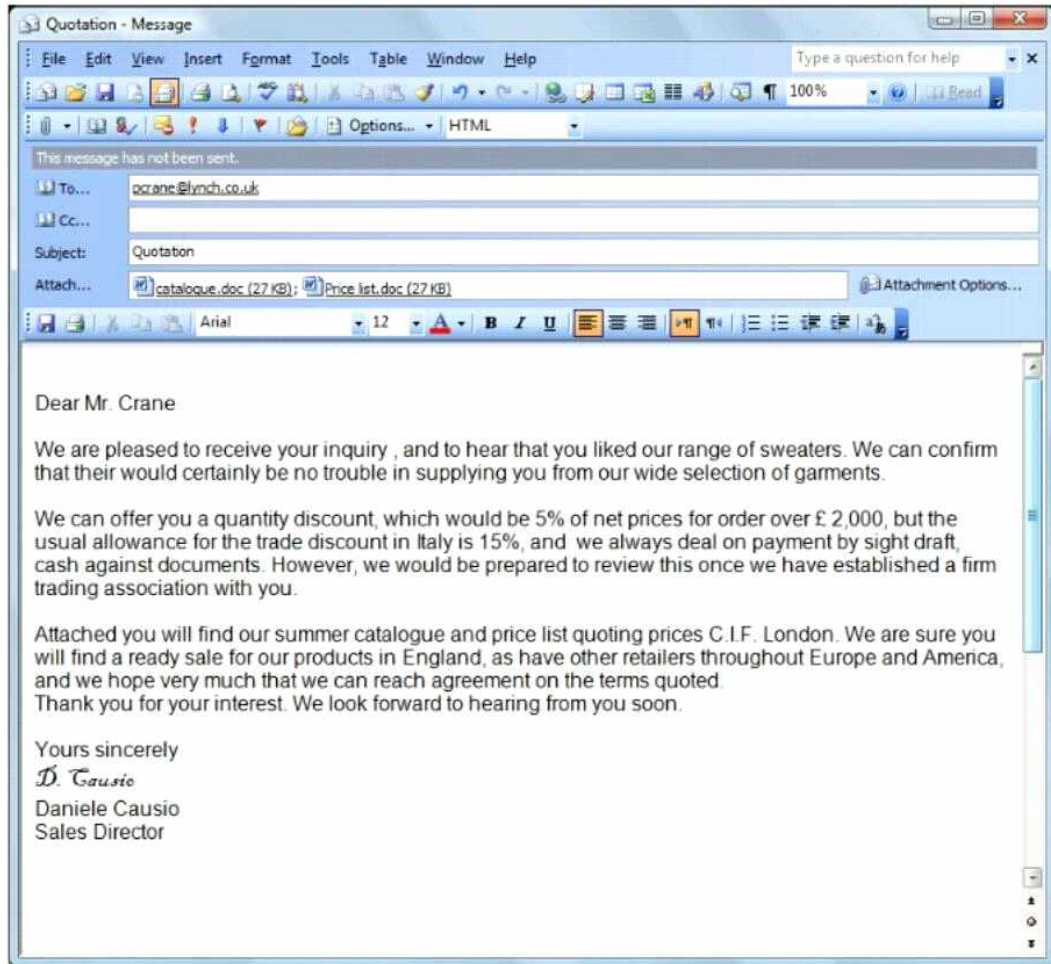 Quotation - Message
File Edit View Insert Format Tools Table Window Help Type a question for help
100% Read
Options... HTML
This message has not been sent.
To... pcrane@lynch.co.uk
Cc...
Subject: Quotation
Attach... catalogue.doc (27 KB); Price list.doc (27 KB) Attachment Options...
Arial 12 A B I U
Dear Mr. Crane
We are pleased to receive your inquiry , and to hear that you liked our range of sweaters. We can confirm
that their would certainly be no trouble in supplying you from our wide selection of garments.
We can offer you a quantity discount, which would be 5% of net prices for order over £ 2,000, but the
usual allowance for the trade discount in Italy is 15%, and we always deal on payment by sight draft,
cash against documents. However, we would be prepared to review this once we have established a firm
trading association with you.
Attached you will find our summer catalogue and price list quoting prices C.I.F. London. We are sure you
will find a ready sale for our products in England, as have other retailers throughout Europe and America,
and we hope very much that we can reach agreement on the terms quoted.
Thank you for your interest. We look forward to hearing from you soon.
Yours sincerely
D. Causio
Daniele Causio
Sales Director